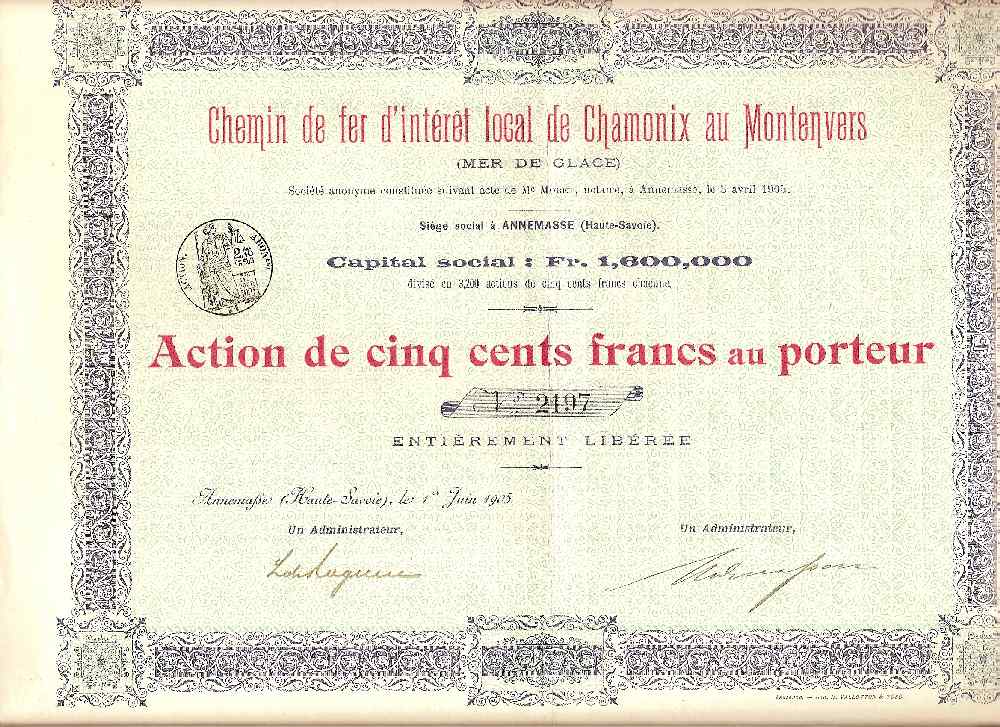 Chemin de fer d'intérêt local de Chamonix au Montenvers
(MER DE GLACE)
Société anonyme constituée suivant acte de Me notaire, à Annemasse, le 5 avril 1905.
Siège social à ANNEMASSE (Haute-Savoie).
Capital social : Fr. 1,600,000
divisé en 3,200 actions de cinq cents francs chacune
Action de cinq cents francs au porteur
2197
ENTIÈREMENT LIBÉRÉE
Annemasse (Haute-Savoie), le 1er Juin 1905
Un Administrateur,
Un Administrateur,